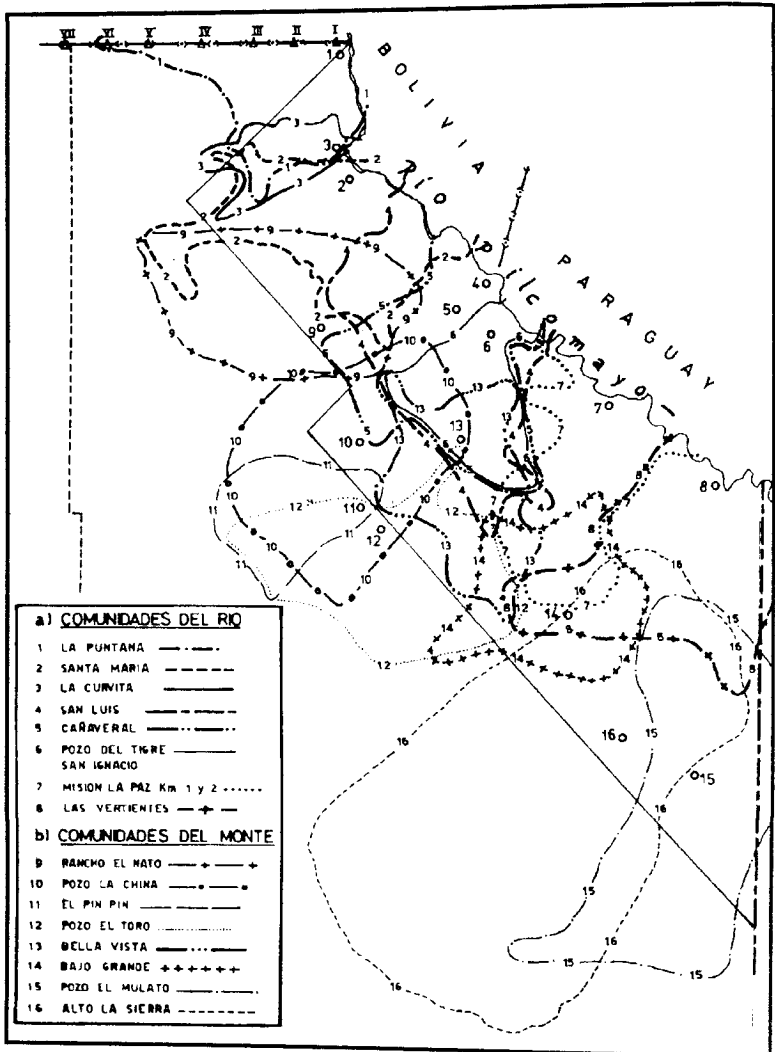 VII VI V IV III II I
BOLIVIA
Río Pilcomayo
PARAGUAY
a) COMUNIDADES DEL RIO
1 LA PUNTANA
2 SANTA MARIA
3 LA CURVITA
4 SAN LUIS
5 CAÑAVERAL
6 POZO DEL TIGRE
SAN IGNACIO
7 MISION LA PAZ Km 1 y 2
8 LAS VERTIENTES
b) COMUNIDADES DEL MONTE
9 RANCHO EL ÑATO
10 POZO LA CHINA
11 EL PIN PIN
12 POZO EL TORO
13 BELLA VISTA
14 BAJO GRANDE
15 POZO EL MULATO
16 ALTO LA SIERRA